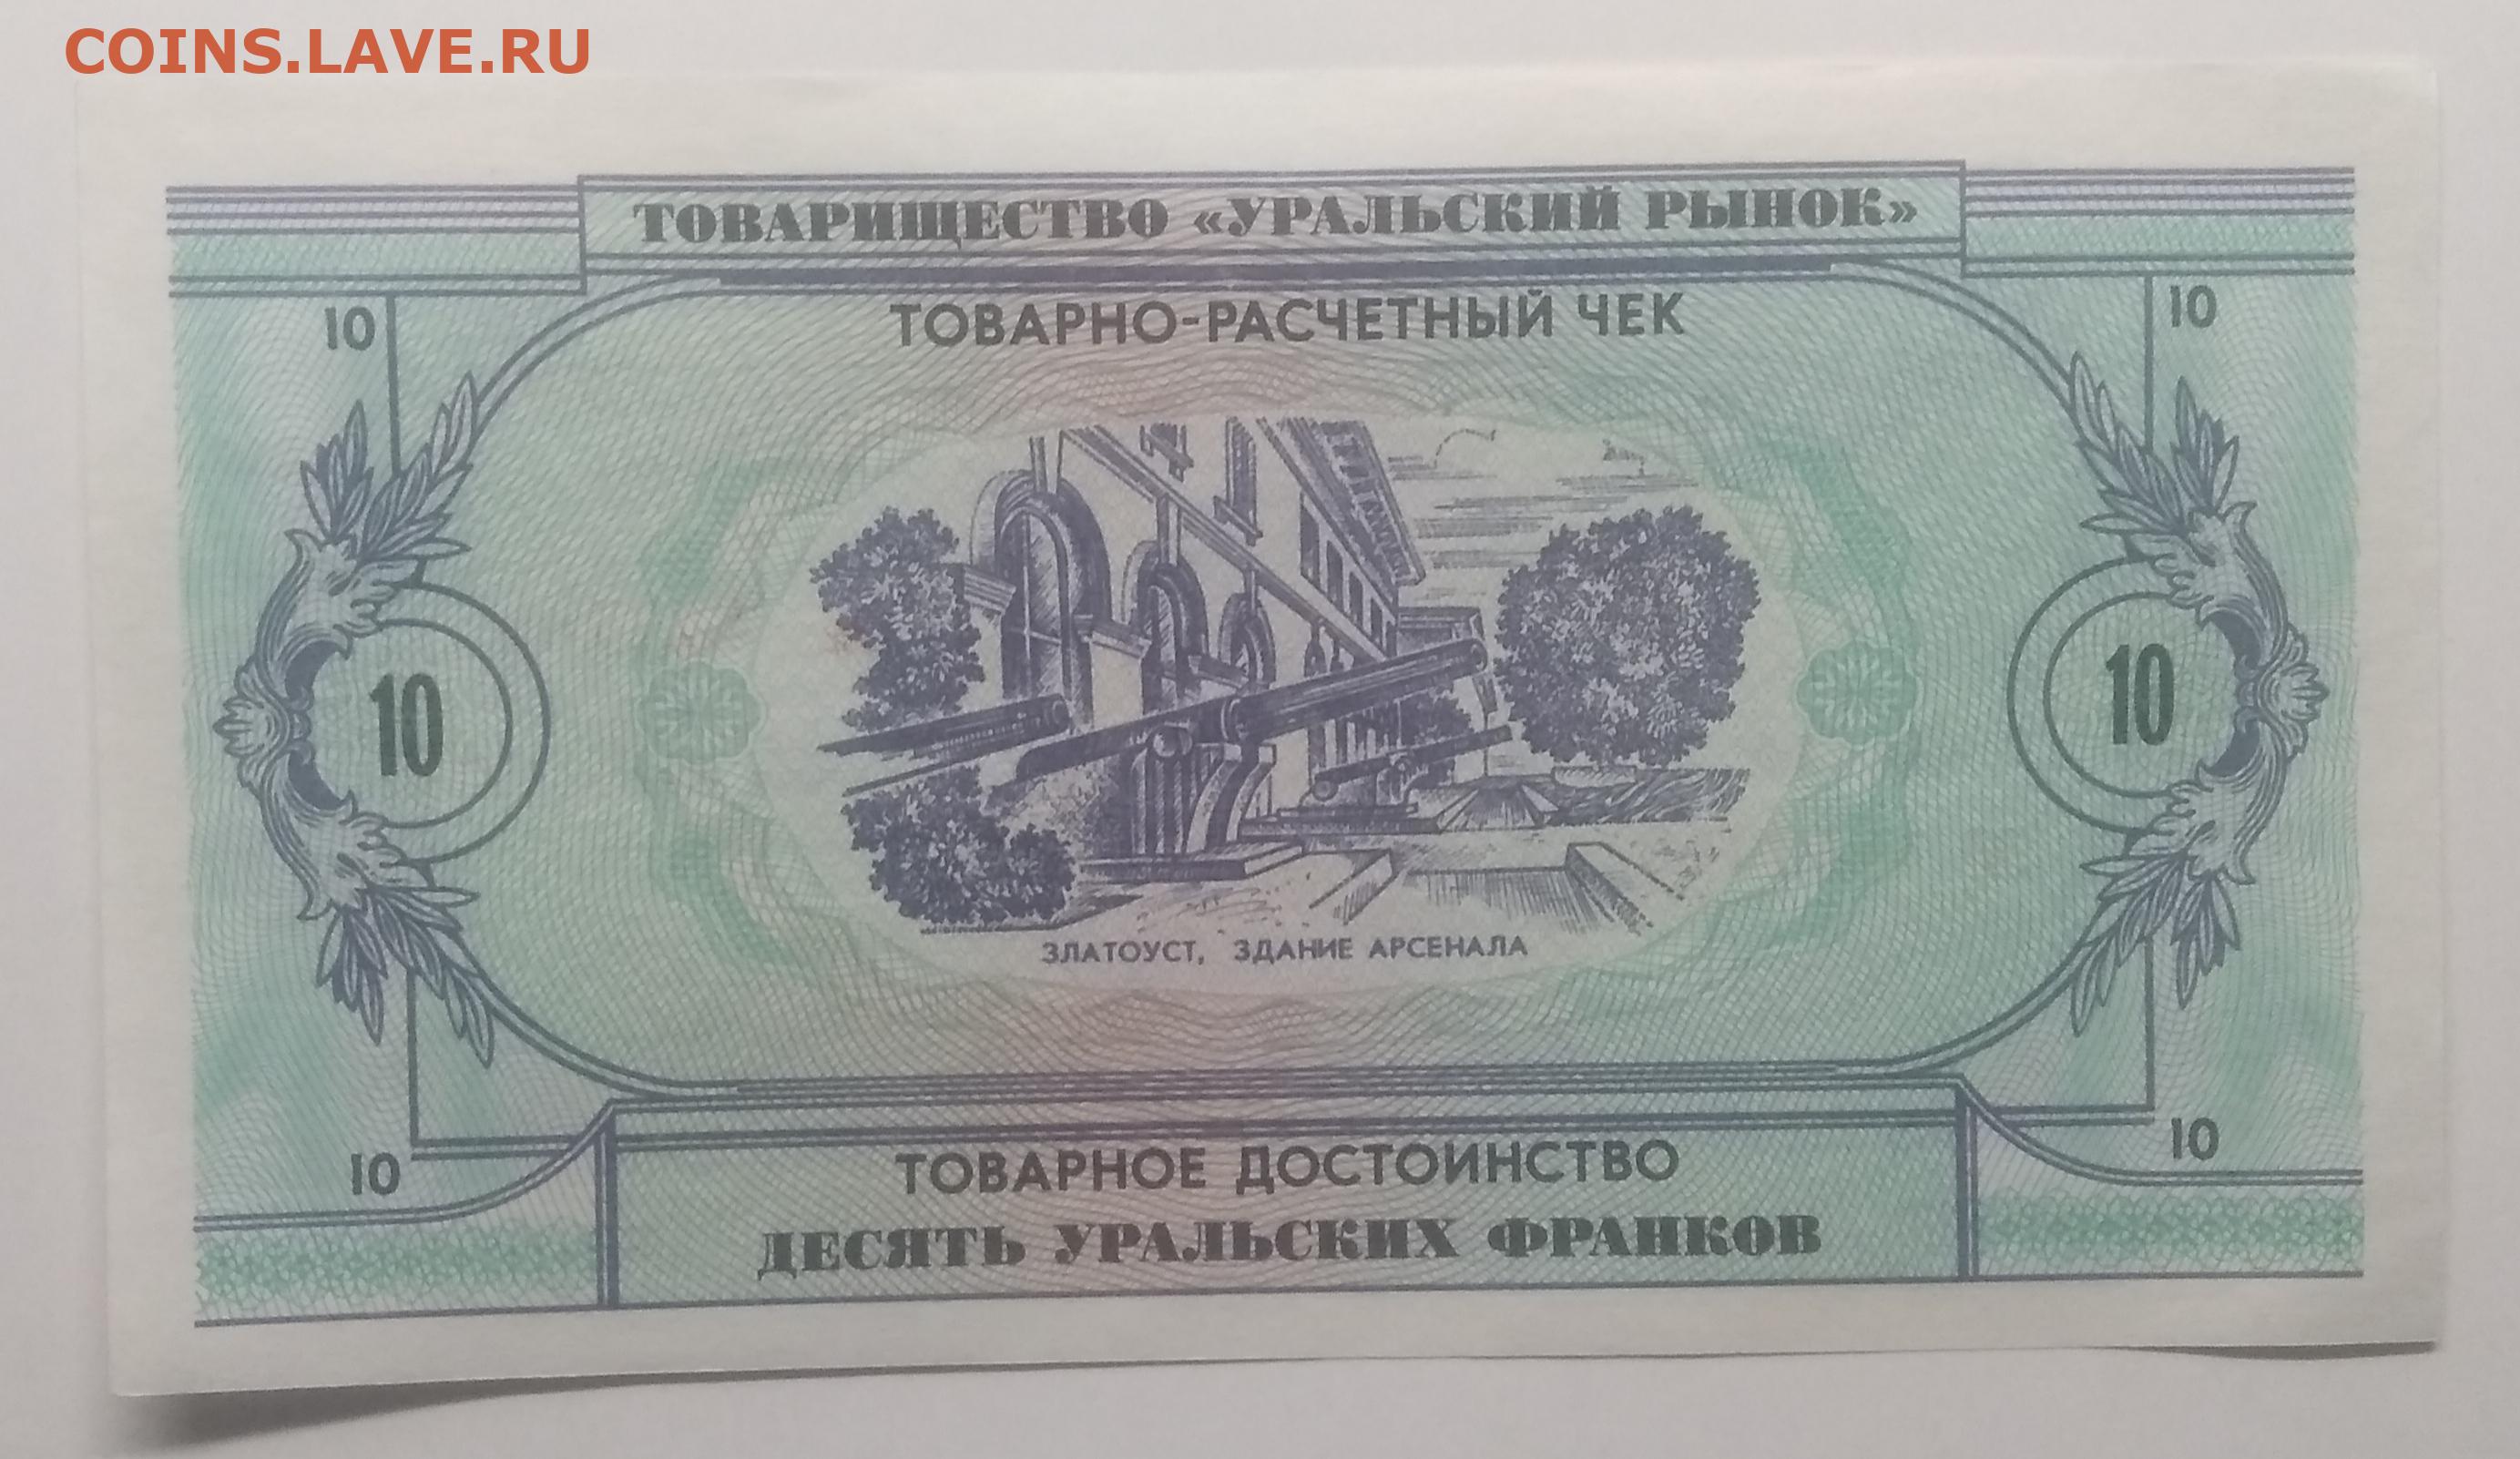 COINS.LAVE.RU
ТОВАРИЩЕСТВО «УРАЛЬСКИЙ РЫНОК»
ТОВАРНО-РАСЧЕТНЫЙ ЧЕК
10 10
10 10
ЗЛАТОУСТ, ЗДАНИЕ АРСЕНАЛА
10 10
ТОВАРНОЕ ДОСТОИНСТВО
ДЕСЯТЬ УРАЛЬСКИХ ФРАНКОВ